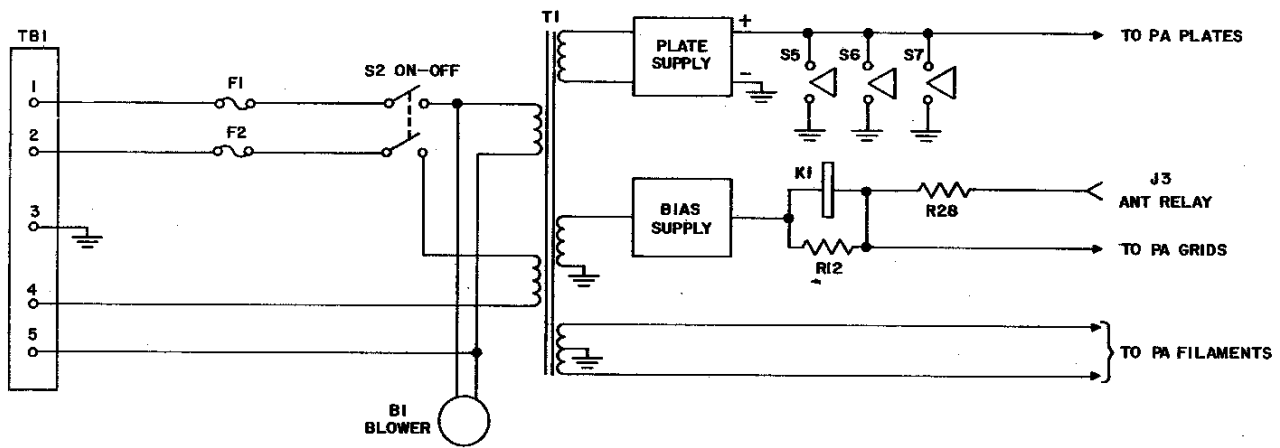 TB1
1
2
3
4
5
F1
F2
S2 ON-OFF
B1
BLOWER
T1
PLATE
SUPPLY
+
-
S5
S6
S7
TO PA PLATES
BIAS
SUPPLY
K1
R12
R28
J3
ANT RELAY
TO PA GRIDS
TO PA FILAMENTS